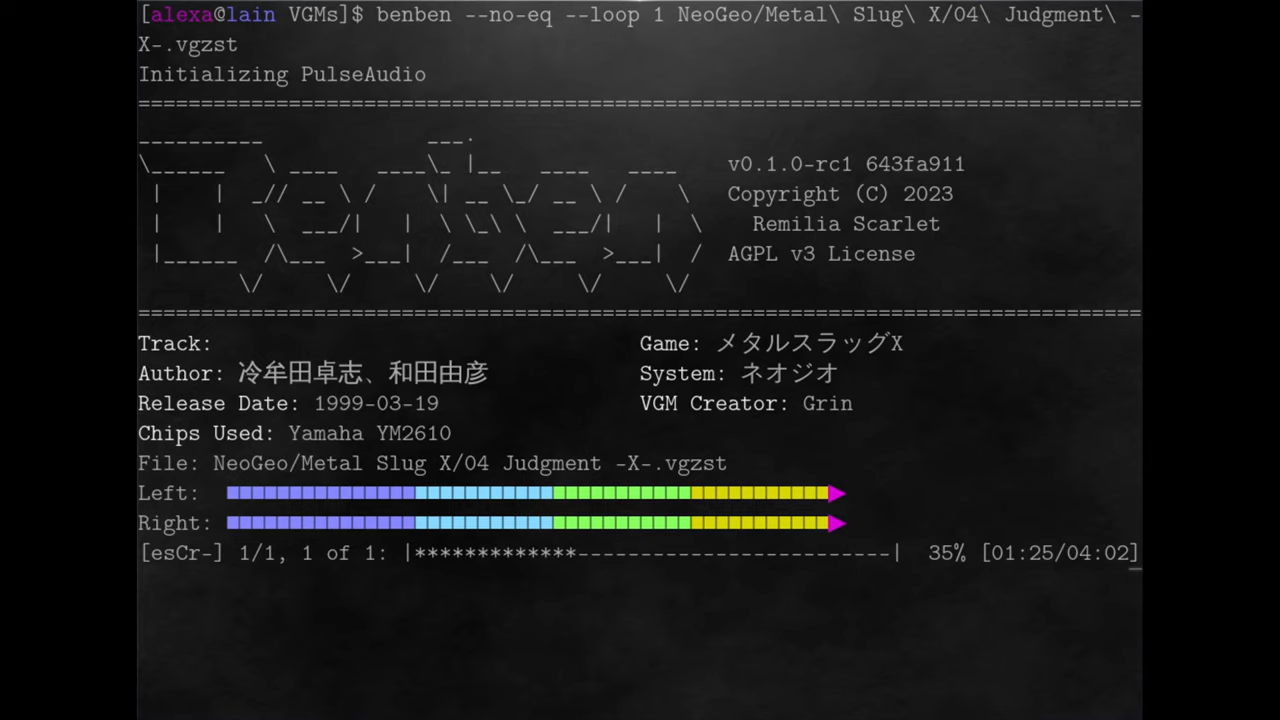 [alexa@lain VGMs]$ benben --no-eq --loop 1 NeoGeo/Metal\ Slug\ X/04\ Judgment\ -
X-.vgzst
Initializing PulseAudio
v0.1.0-rc1 643fa911
Copyright (C) 2023
Remilia Scarlet
AGPL v3 License
Track:
Game: メタルスラッグX
Author: 冷牟田卓志、和田由彦
System: ネオジオ
Release Date: 1999-03-19
VGM Creator: Grin
Chips Used: Yamaha YM2610
File: NeoGeo/Metal Slug X/04 Judgment -X-.vgzst
Left:
Right:
[esCr-] 1/1, 1 of 1: |*************-------------------------| 35% [01:25/04:02]